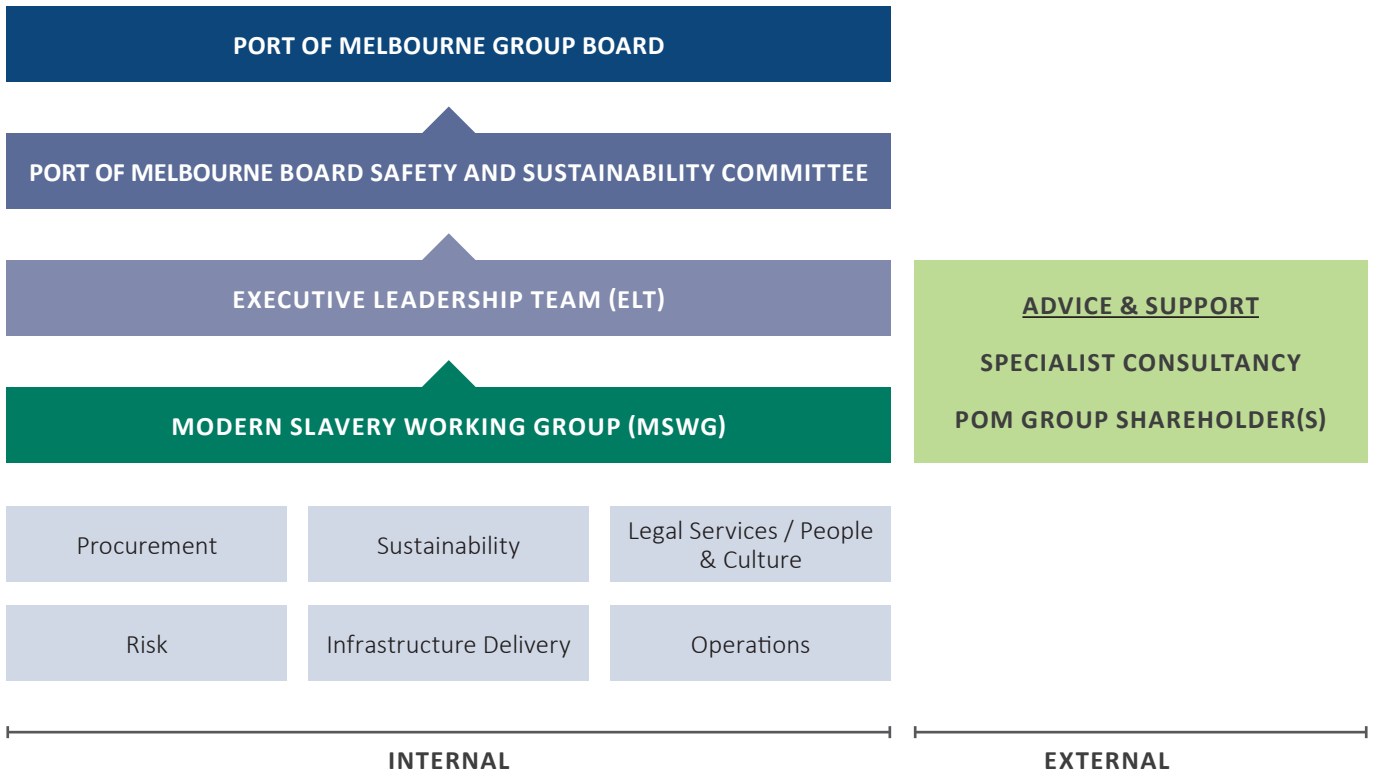 PORT OF MELBOURNE GROUP BOARD
PORT OF MELBOURNE BOARD SAFETY AND SUSTAINABILITY COMMITTEE
EXECUTIVE LEADERSHIP TEAM (ELT)
MODERN SLAVERY WORKING GROUP (MSWG)
ADVICE & SUPPORT
SPECIALIST CONSULTANCY
POM GROUP SHAREHOLDER(S)
Procurement
Sustainability
Legal Services / People
& Culture
Risk
Infrastructure Delivery
Operations
INTERNAL
EXTERNAL